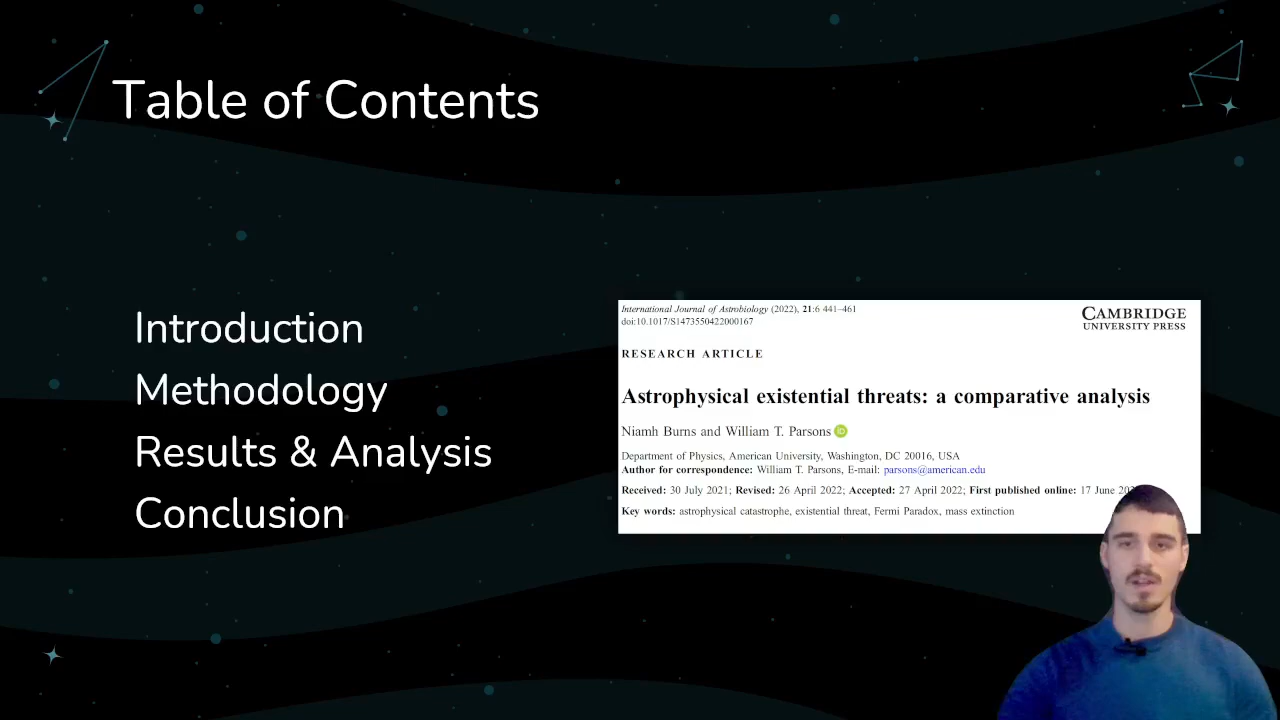 Table of Contents
Introduction
Methodology
Results & Analysis
Conclusion
International Journal of Astrobiology (2022), 21:6 441–461
doi:10.1017/S1473550422000167
CAMBRIDGE
UNIVERSITY PRESS
RESEARCH ARTICLE
Astrophysical existential threats: a comparative analysis
Niamh Burns and William T. Parsons iD
Department of Physics, American University, Washington, DC 20016, USA
Author for correspondence: William T. Parsons, E-mail: parsons@american.edu
Received: 30 July 2021; Revised: 26 April 2022; Accepted: 27 April 2022; First published online: 17 June
Key words: astrophysical catastrophe, existential threat, Fermi Paradox, mass extinction